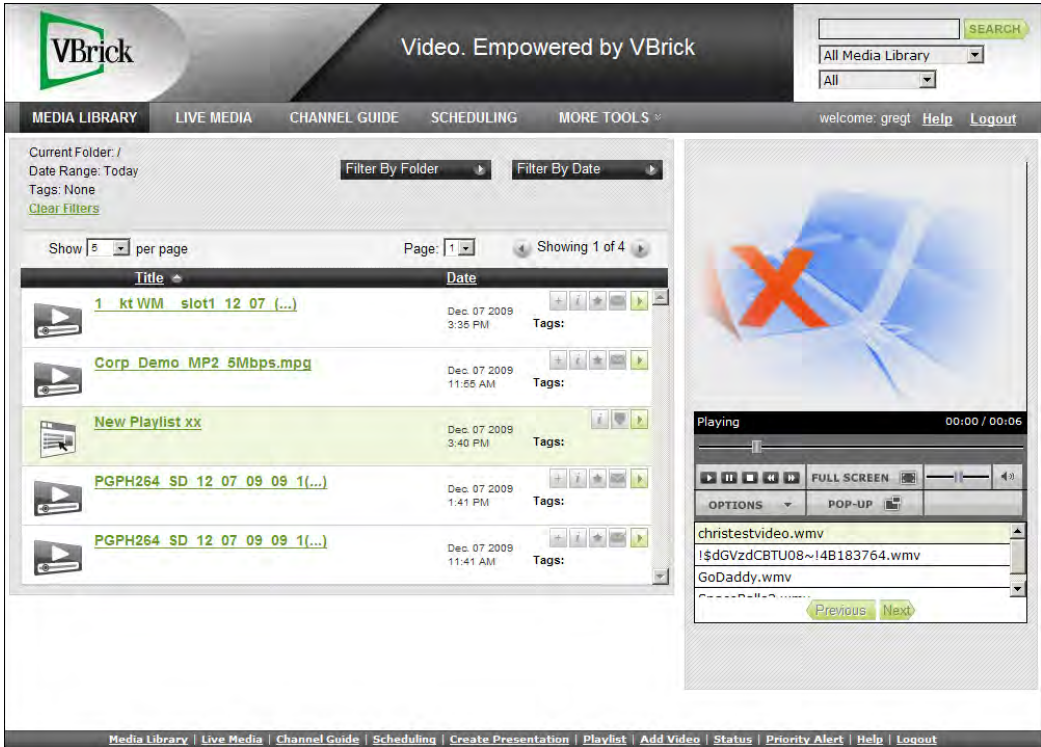 VBrick
Video. Empowered by VBrick
SEARCH
All Media Library
All
MEDIA LIBRARY LIVE MEDIA CHANNEL GUIDE SCHEDULING MORE TOOLS
welcome: gregt Help Logout
Current Folder: /
Date Range: Today
Tags: None
Clear Filters
Filter By Folder
Filter By Date
Show 5 per page
Page: 1
Showing 1 of 4
Title Date
1 kt WM slot1 12 07 (...)
Dec. 07 2009
3:35 PM
Tags:
Corp Demo MP2 5Mbps.mpg
Dec. 07 2009
11:55 AM
Tags:
New Playlist xx
Dec. 07 2009
3:40 PM
Tags:
PGPH264 SD 12 07 09 09 1(...)
Dec. 07 2009
1:41 PM
Tags:
PGPH264 SD 12 07 09 09 1(...)
Dec. 07 2009
11:41 AM
Tags:
Playing 00:00 / 00:06
FULL SCREEN
OPTIONS POP-UP
christestvideo.wmv
!$dGVzdCBTU08~!4B183764.wmv
GoDaddy.wmv
Previous Next
Media Library | Live Media | Channel Guide | Scheduling | Create Presentation | Playlist | Add Video | Status | Priority Alert | Help | Logout